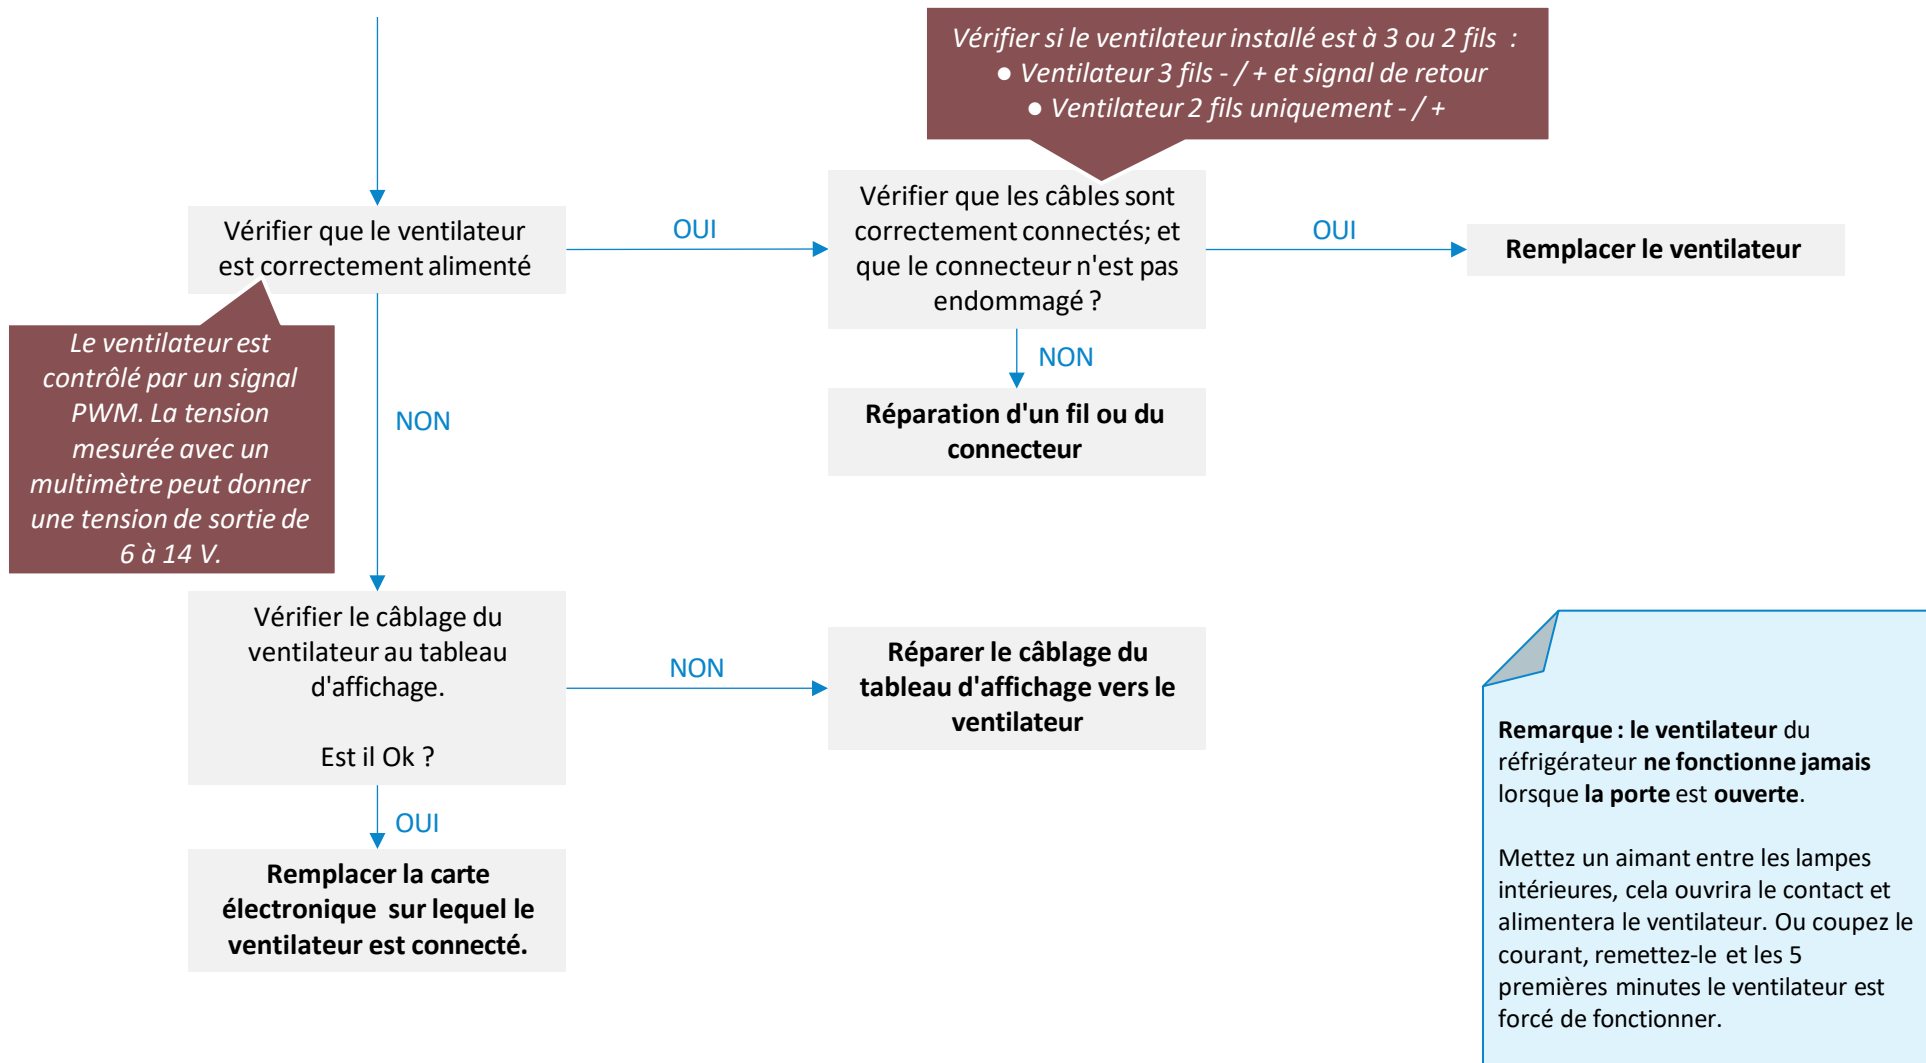 Vérifier si le ventilateur installé est à 3 ou 2 fils :
● Ventilateur 3 fils - / + et signal de retour
● Ventilateur 2 fils uniquement - / +
Vérifier que le ventilateur
est correctement alimenté
OUI
Vérifier que les câbles sont
correctement connectés; et
que le connecteur n'est pas
endommagé ?
OUI
Remplacer le ventilateur
Le ventilateur est
contrôlé par un signal
PWM. La tension
mesurée avec un
multimètre peut donner
une tension de sortie de
6 à 14 V.
NON
NON
Réparation d'un fil ou du
connecteur
Vérifier le câblage du
ventilateur au tableau
d'affichage.
Est il Ok ?
NON
Réparer le câblage du
tableau d'affichage vers le
ventilateur
OUI
Remplacer la carte
électronique sur lequel le
ventilateur est connecté.
Remarque : le ventilateur du
réfrigérateur ne fonctionne jamais
lorsque la porte est ouverte.
Mettez un aimant entre les lampes
intérieures, cela ouvrira le contact et
alimentera le ventilateur. Ou coupez le
courant, remettez-le et les 5
premières minutes le ventilateur est
forcé de fonctionner.